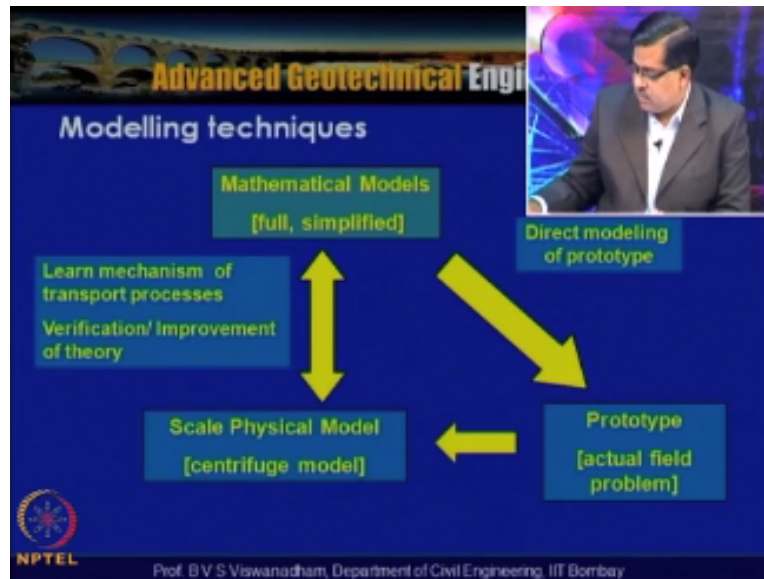 Advanced Geotechnical Engi
Modelling techniques
Mathematical Models
[full, simplified]
Direct modeling
of prototype
Learn mechanism of
transport processes
Verification/ Improvement
of theory
Scale Physical Model
[centrifuge model]
Prototype
[actual field
problem]
NPTEL
Prof. B V S Viswanadham, Department of Civil Engineering, IIT Bombay